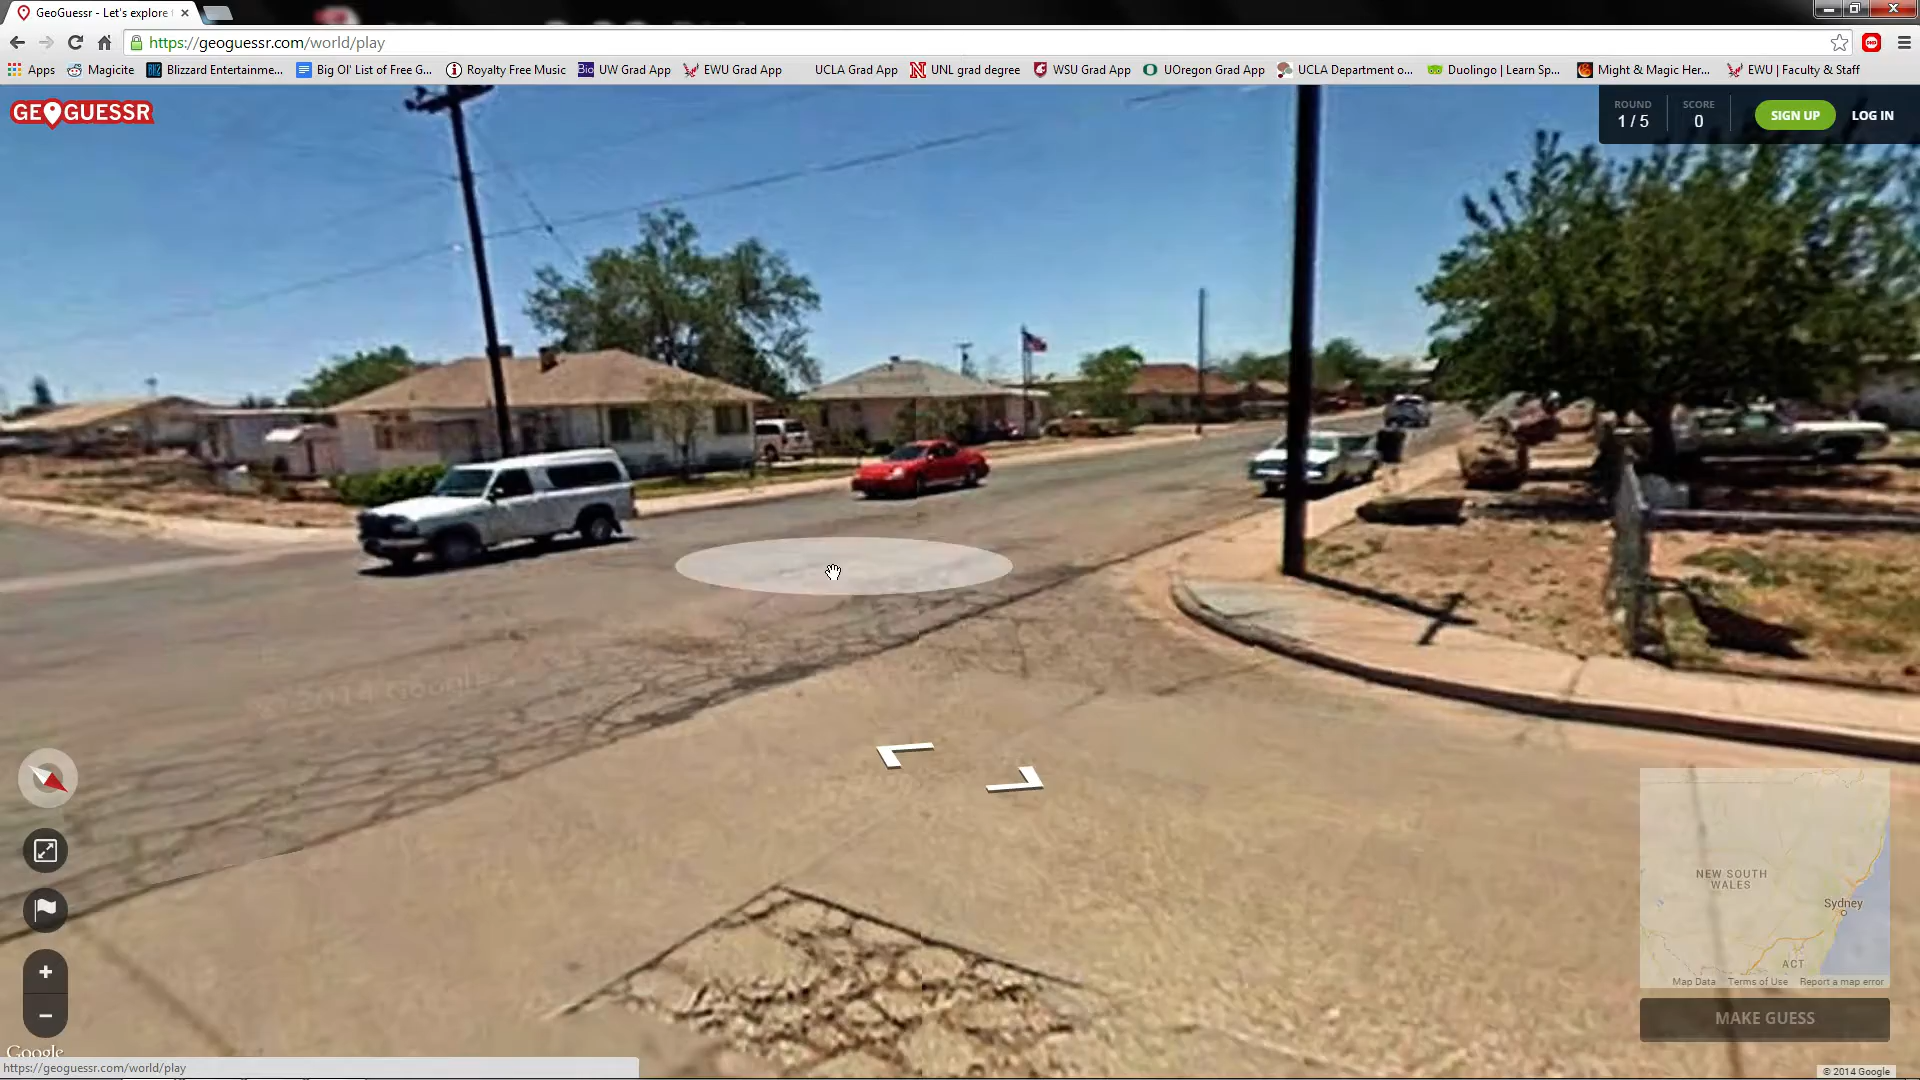 GeoGuessr - Let's explore
https://geoguessr.com/world/play
Apps Magicite Blizzard Entertainme... Big Ol' List of Free G... Royalty Free Music UW Grad App EWU Grad App UCLA Grad App UNL grad degree WSU Grad App UOregon Grad App UCLA Department o... Duolingo | Learn Sp... Might & Magic Her... EWU | Faculty & Staff
GEOGUESSR
ROUND
1 / 5
SCORE
0
SIGN UP
LOG IN
© 2014 Google
NEW SOUTH
WALES
Sydney
ACT
Map Data Terms of Use Report a map error
MAKE GUESS
Google
https://geoguessr.com/world/play
© 2014 Google